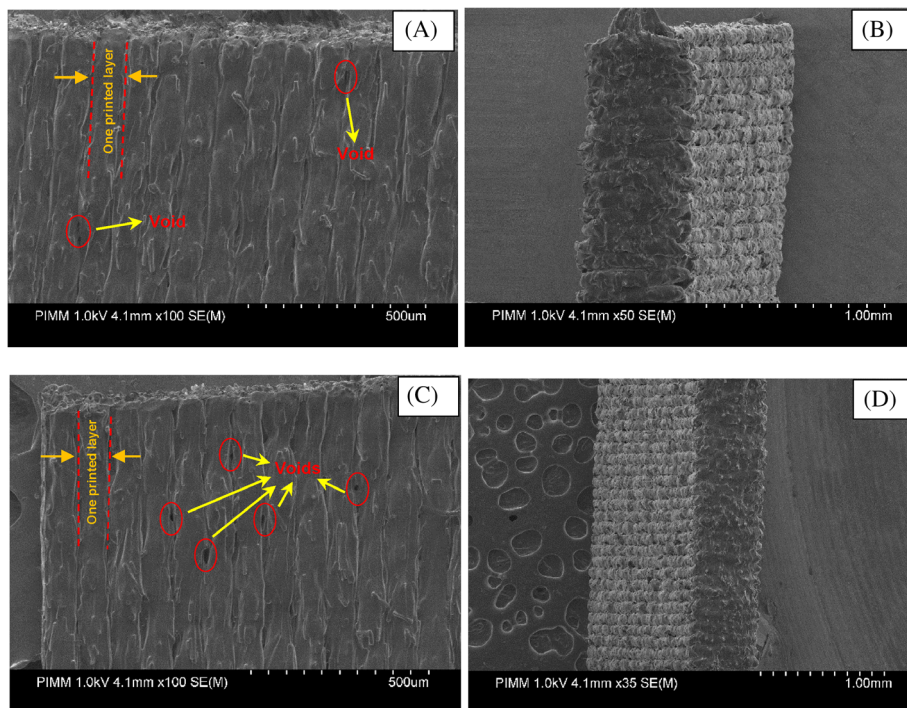 (A)
One printed layer
Void
Void
PIMM 1.0kV 4.1mm x100 SE(M)
500um
(B)
PIMM 1.0kV 4.1mm x50 SE(M)
1.00mm
(C)
One printed layer
Voids
PIMM 1.0kV 4.1mm x100 SE(M)
500um
(D)
PIMM 1.0kV 4.1mm x35 SE(M)
1.00mm